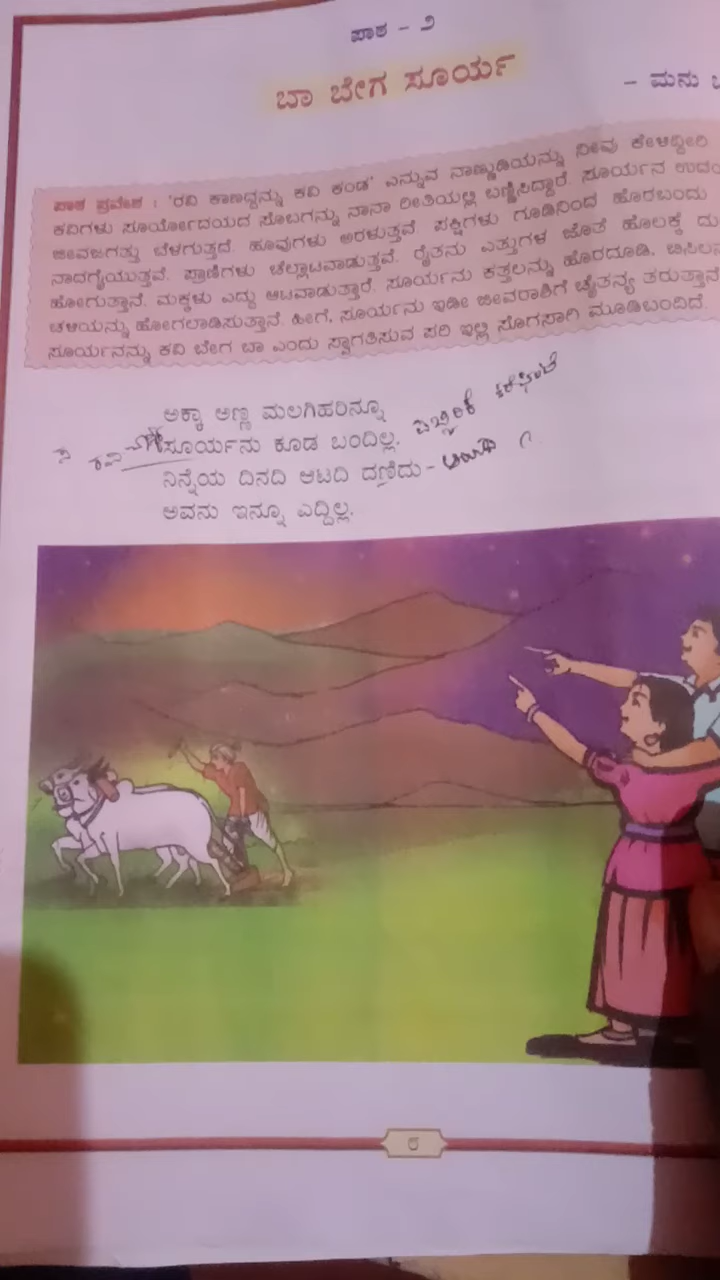 ಪಾಠ - ೨
ಬಾ ಬೇಗ ಸೂರ್ಯ
- ಮನು
ಪಾಠ ಪ್ರವೇಶ : 'ರವಿ ಕಾಣದ್ದನ್ನು ಕವಿ ಕಂಡ' ಎನ್ನುವ ನಾಣ್ಣುಡಿಯನ್ನು ನೀವು ಕೇಳಿದ್ದೀರಿ.
ಕವಿಗಳು ಸೂರ್ಯೋದಯದ ಸೊಬಗನ್ನು ನಾನಾ ರೀತಿಯಲ್ಲಿ ಬಣ್ಣಿಸಿದ್ದಾರೆ. ಸೂರ್ಯನ
ಜೀವಜಗತ್ತು ಬೆಳಗುತ್ತದೆ. ಹೂವುಗಳು ಅರಳುತ್ತವೆ. ಪಕ್ಷಿಗಳು ಗೂಡಿನಿಂದ ಹೊರಬಂದು
ನಾದಗೈಯುತ್ತವೆ. ಪ್ರಾಣಿಗಳು ಚೆಲ್ಲಾಟವಾಡುತ್ತವೆ. ರೈತನು ಎತ್ತುಗಳ ಜೊತೆ ಹೊಲಕ್ಕೆ
ಹೋಗುತ್ತಾನೆ. ಮಕ್ಕಳು ಎದ್ದು ಆಟವಾಡುತ್ತಾರೆ. ಸೂರ್ಯನು ಕತ್ತಲನ್ನು ಹೊರದೂಡಿ,
ಚಳಿಯನ್ನು ಹೋಗಲಾಡಿಸುತ್ತಾನೆ. ಹೀಗೆ, ಸೂರ್ಯನು ಇಡೀ ಜೀವರಾಶಿಗೆ ಚೈತನ್ಯ ತರುತ್ತಾನೆ
ಸೂರ್ಯನನ್ನು ಕವಿ ಬೇಗ ಬಾ ಎಂದು ಸ್ವಾಗತಿಸುವ ಪರಿ ಇಲ್ಲಿ ಸೊಗಸಾಗಿ ಮೂಡಿಬಂದಿದೆ.
ಅಕ್ಕಾ ಅಣ್ಣ ಮಲಗಿಹರಿನ್ನೂ
ಸೂರ್ಯನು ಕೂಡ ಬಂದಿಲ್ಲ.
ನಿನ್ನೆಯ ದಿನದಿ ಆಟದಿ ದಣಿದು -
ಅವನು ಇನ್ನೂ ಎದ್ದಿಲ್ಲ.
೮